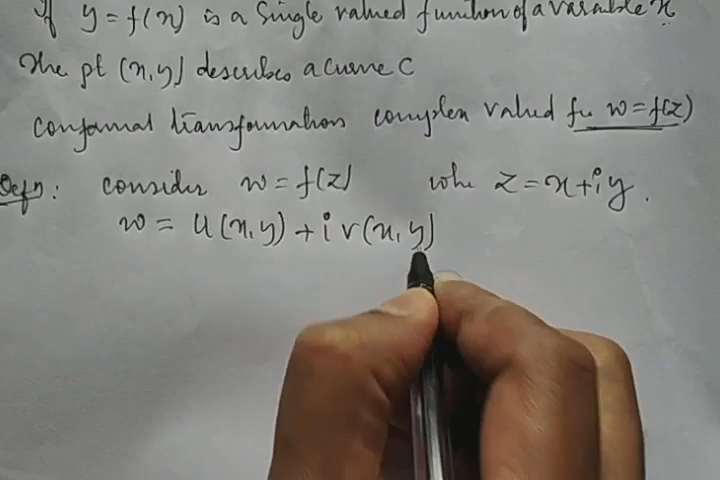 If y = f(x) is a single valued function of a variable x
The pt (x,y) describes a curve C
conformal transformation complex valued fn w = f(z)
Defn: consider w = f(z) whe z = x+iy.
w = u(x,y) + i v(x,y)